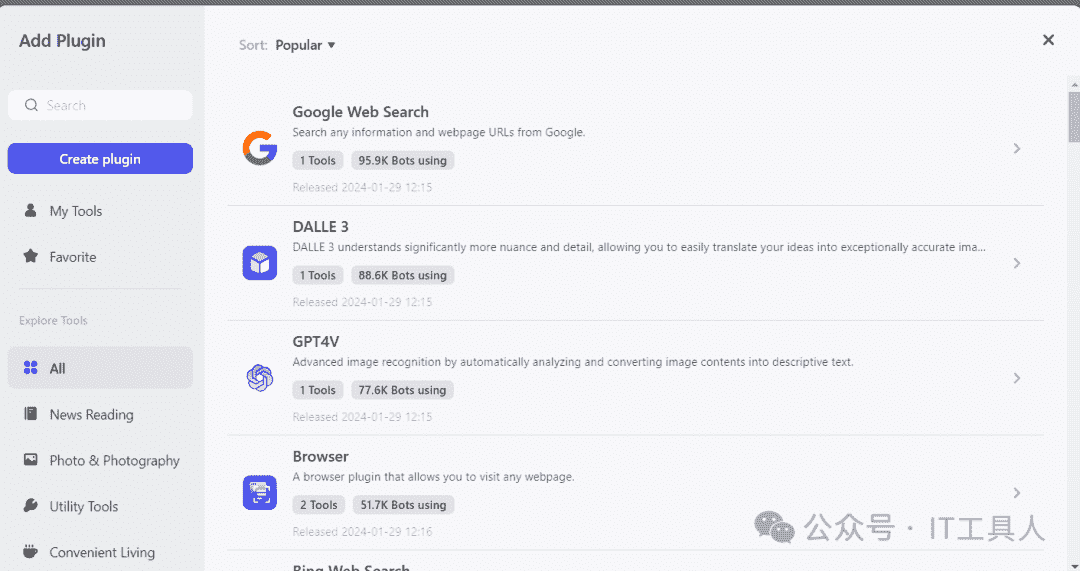 Add Plugin
Search
Create plugin
My Tools
Favorite
Explore Tools
All
News Reading
Photo & Photography
Utility Tools
Convenient Living
Sort: Popular ▼
Google Web Search
Search any information and webpage URLs from Google.
1 Tools 95.9K Bots using
Released 2024-01-29 12:15
DALLE 3
DALLE 3 understands significantly more nuance and detail, allowing you to easily translate your ideas into exceptionally accurate ima...
1 Tools 88.6K Bots using
Released 2024-01-29 12:15
GPT4V
Advanced image recognition by automatically analyzing and converting image contents into descriptive text.
1 Tools 77.6K Bots using
Released 2024-01-29 12:15
Browser
A browser plugin that allows you to visit any webpage.
2 Tools 51.7K Bots using
Released 2024-01-29 12:16
Bing Web Search
公众号 · IT工具人